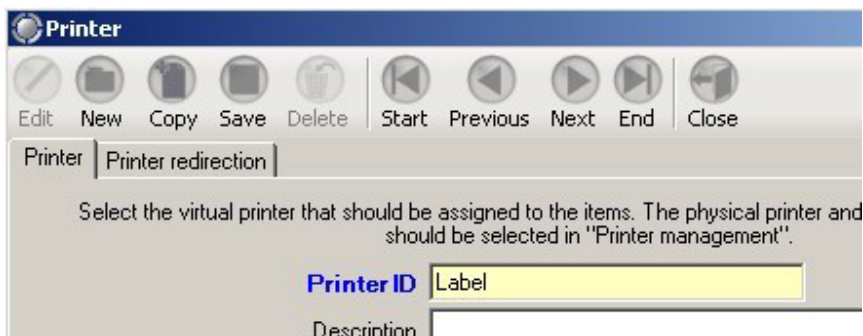 Printer
Edit New Copy Save Delete Start Previous Next End Close
Printer Printer redirection
Select the virtual printer that should be assigned to the items. The physical printer and
should be selected in "Printer management".
Printer ID Label
Description